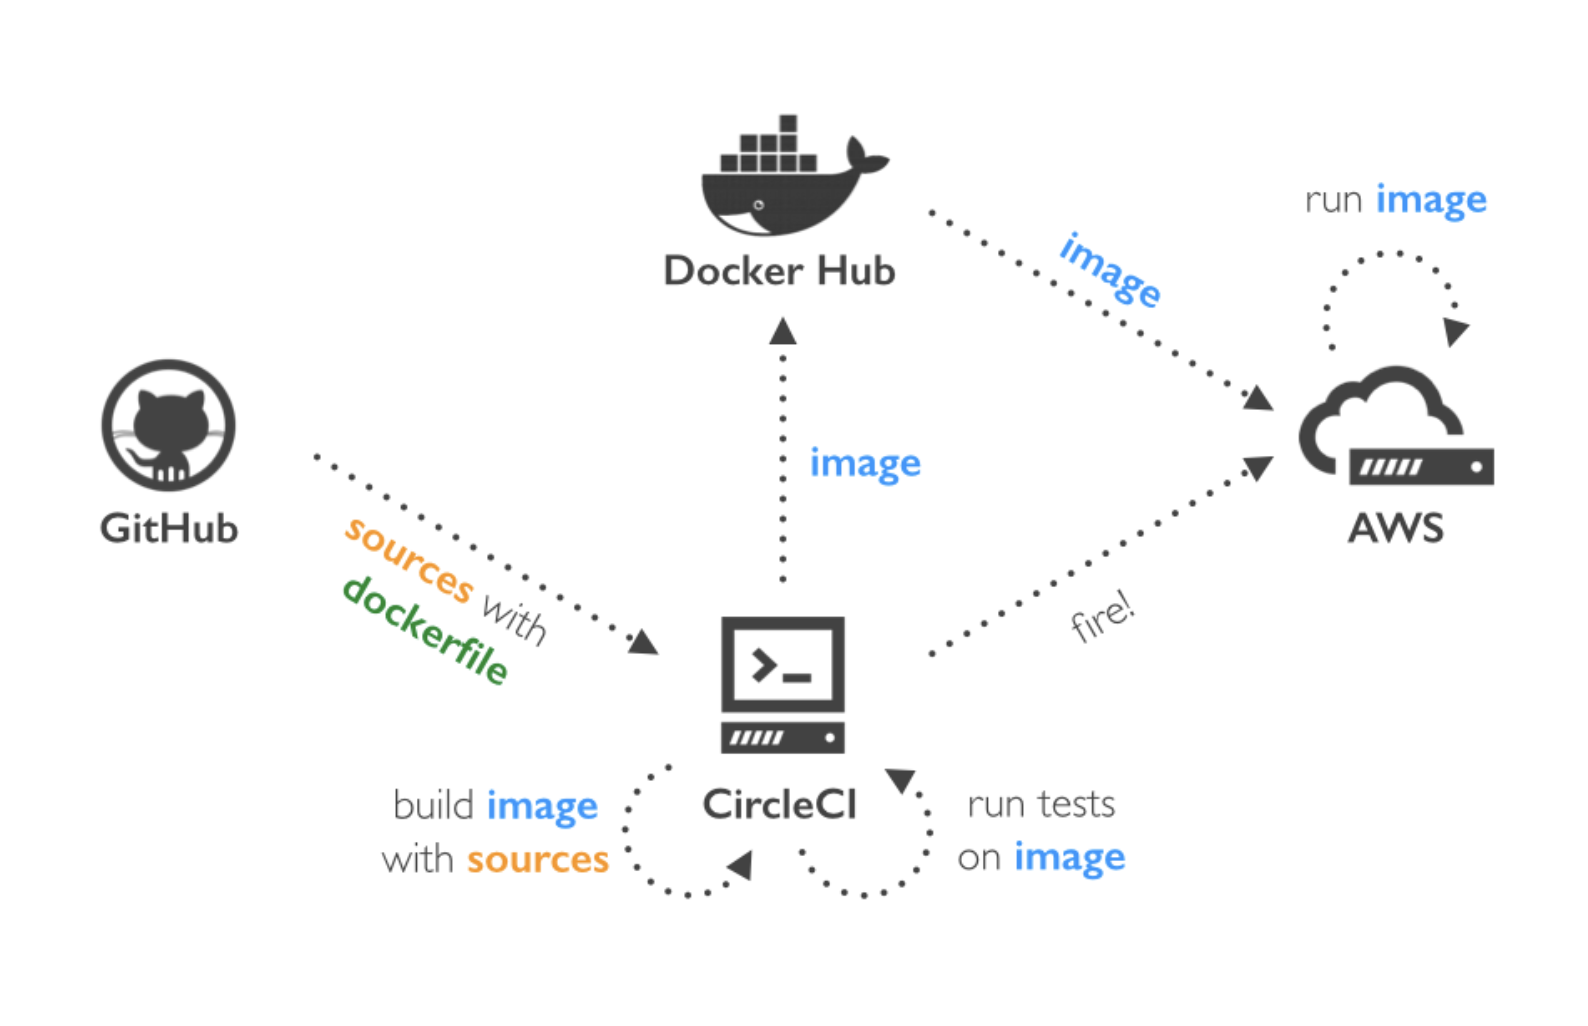 run image
image
Docker Hub
image
GitHub
AWS
sources with
dockerfile
fire!
CircleCI
build image
with sources
run tests
on image